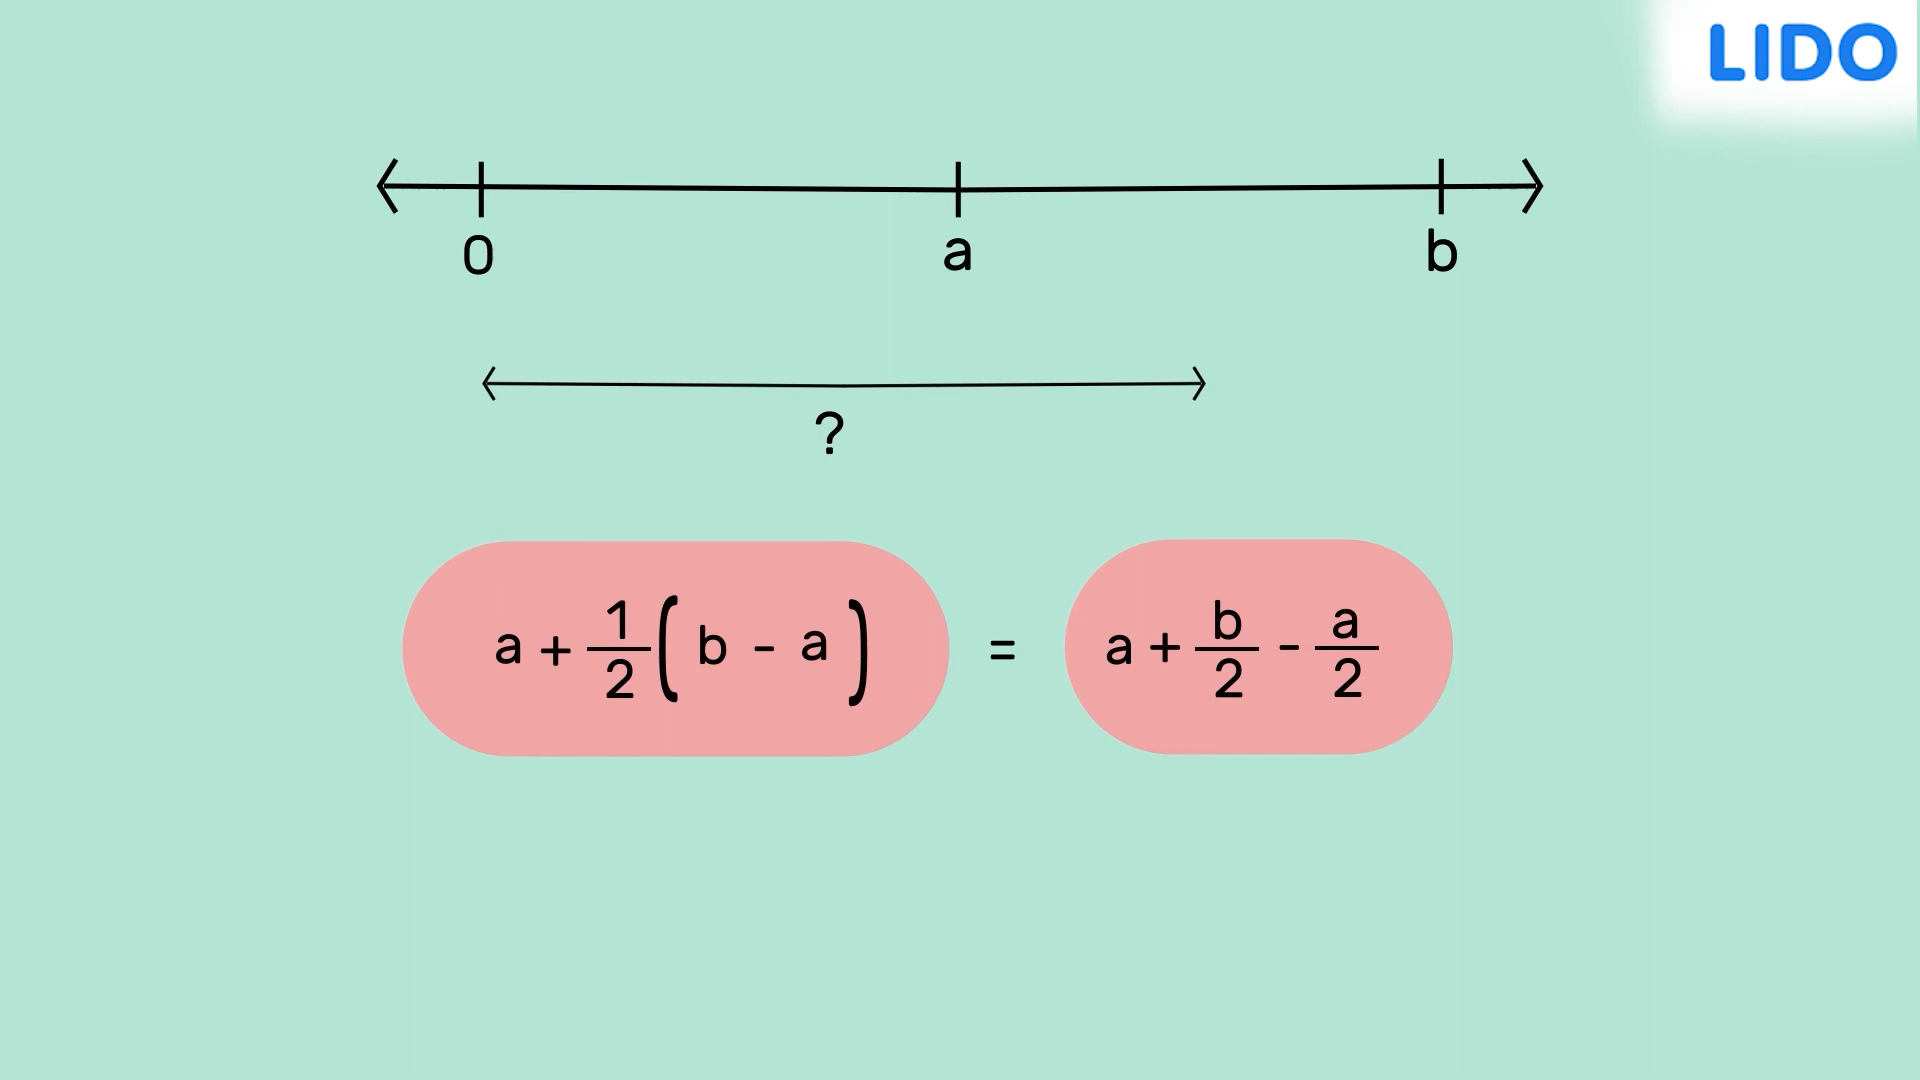 LIDO
0 a b
?
a + 1/2 ( b - a ) = a + b/2 - a/2